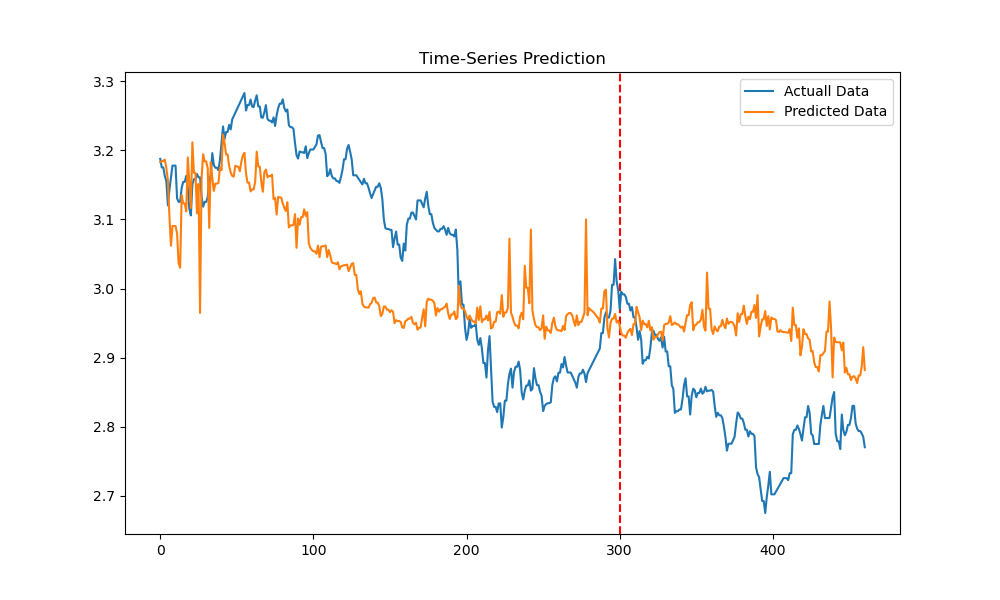 Time-Series Prediction
Actuall Data
Predicted Data
3.3
3.2
3.1
3.0
2.9
2.8
2.7
0 100 200 300 400